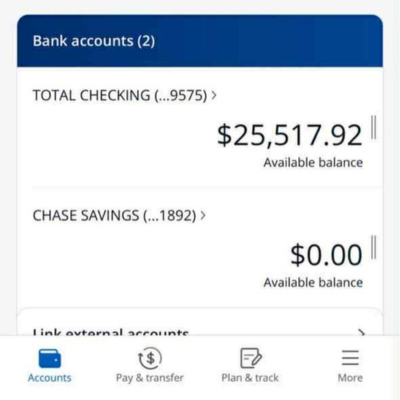 Bank accounts (2)
TOTAL CHECKING (...9575) >
$25,517.92
Available balance
CHASE SAVINGS (...1892) >
$0.00
Available balance
Link external accounts
Accounts
Pay & transfer
Plan & track
More